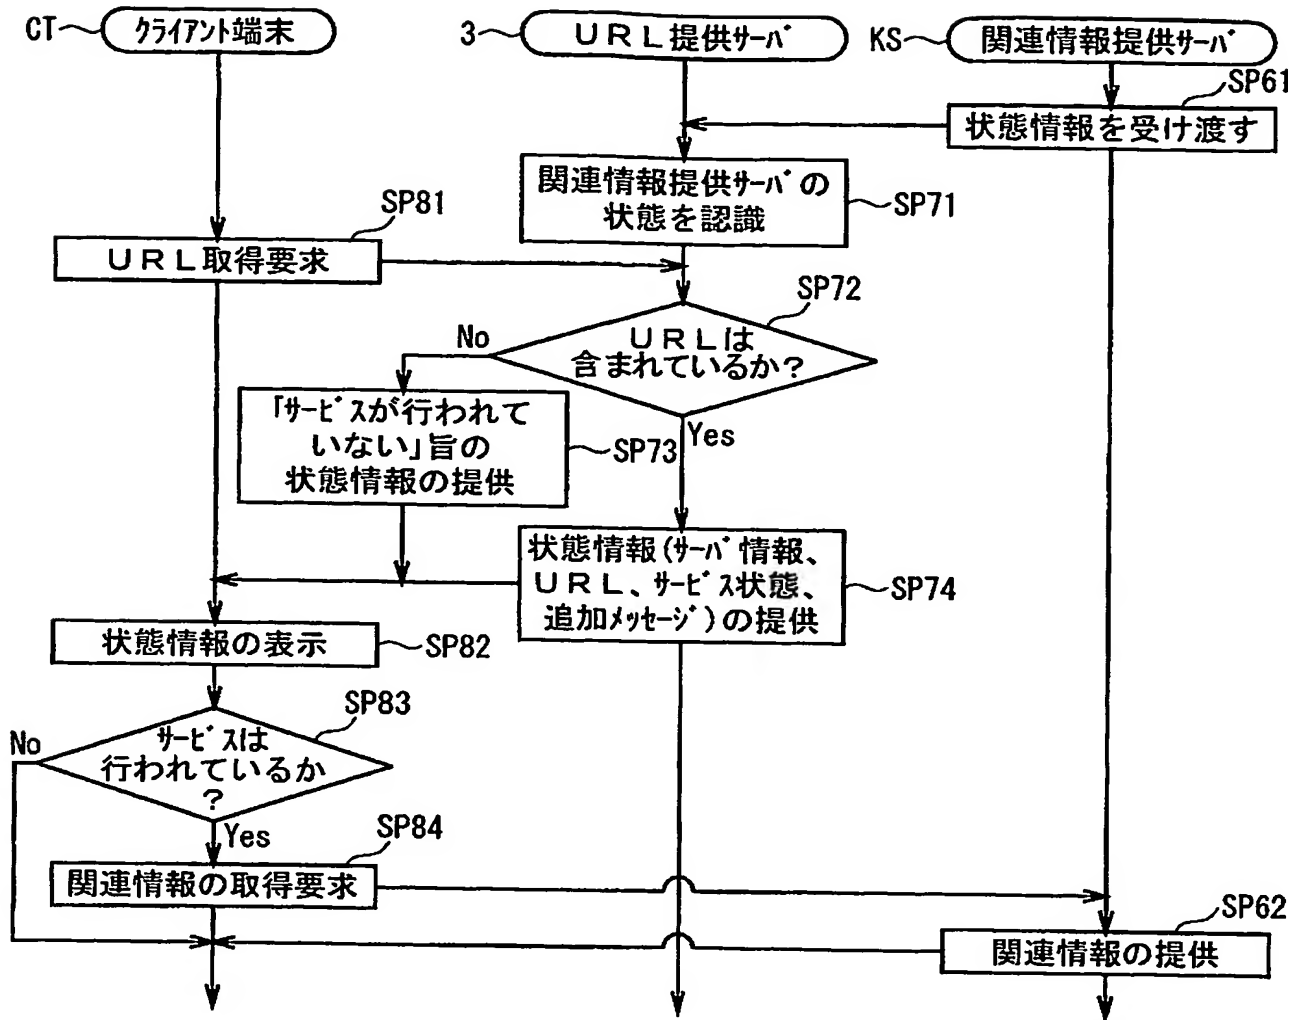 CT
クライアント端末
3
URL提供サーバ
KS
関連情報提供サーバ
SP61
状態情報を受け渡す
関連情報提供サーバの
状態を認識
SP71
SP81
URL取得要求
SP72
URLは
含まれているか？
No
Yes
「サービスが行われて
いない」旨の
状態情報の提供
SP73
状態情報(サーバ情報、
URL、サービス状態、
追加メッセージ)の提供
SP74
状態情報の表示
SP82
SP83
サービスは
行われているか
？
No
Yes
SP84
関連情報の取得要求
SP62
関連情報の提供